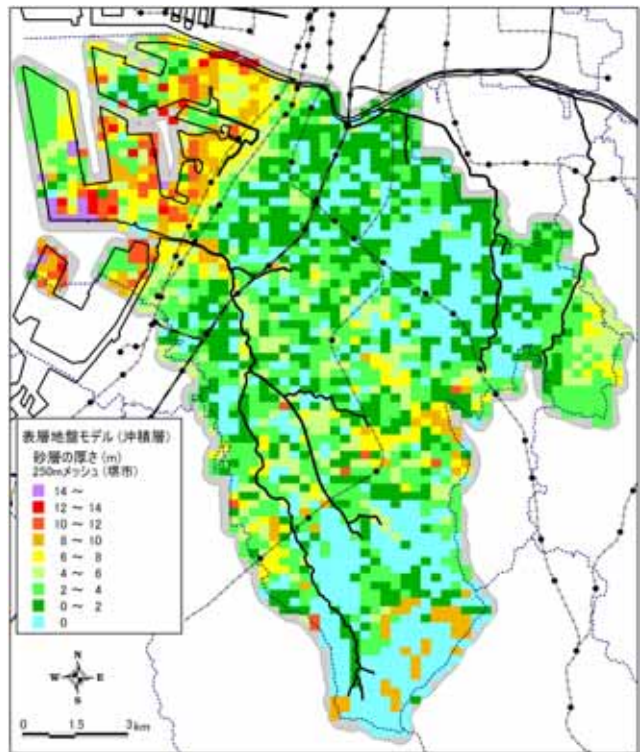 表層地盤モデル(沖積層)
砂層の厚さ(m)
250mメッシュ(堺市)
14 ~
12 ~ 14
10 ~ 12
8 ~ 10
6 ~ 8
4 ~ 6
2 ~ 4
0 ~ 2
0
N
W E
S
0 1.5 3km